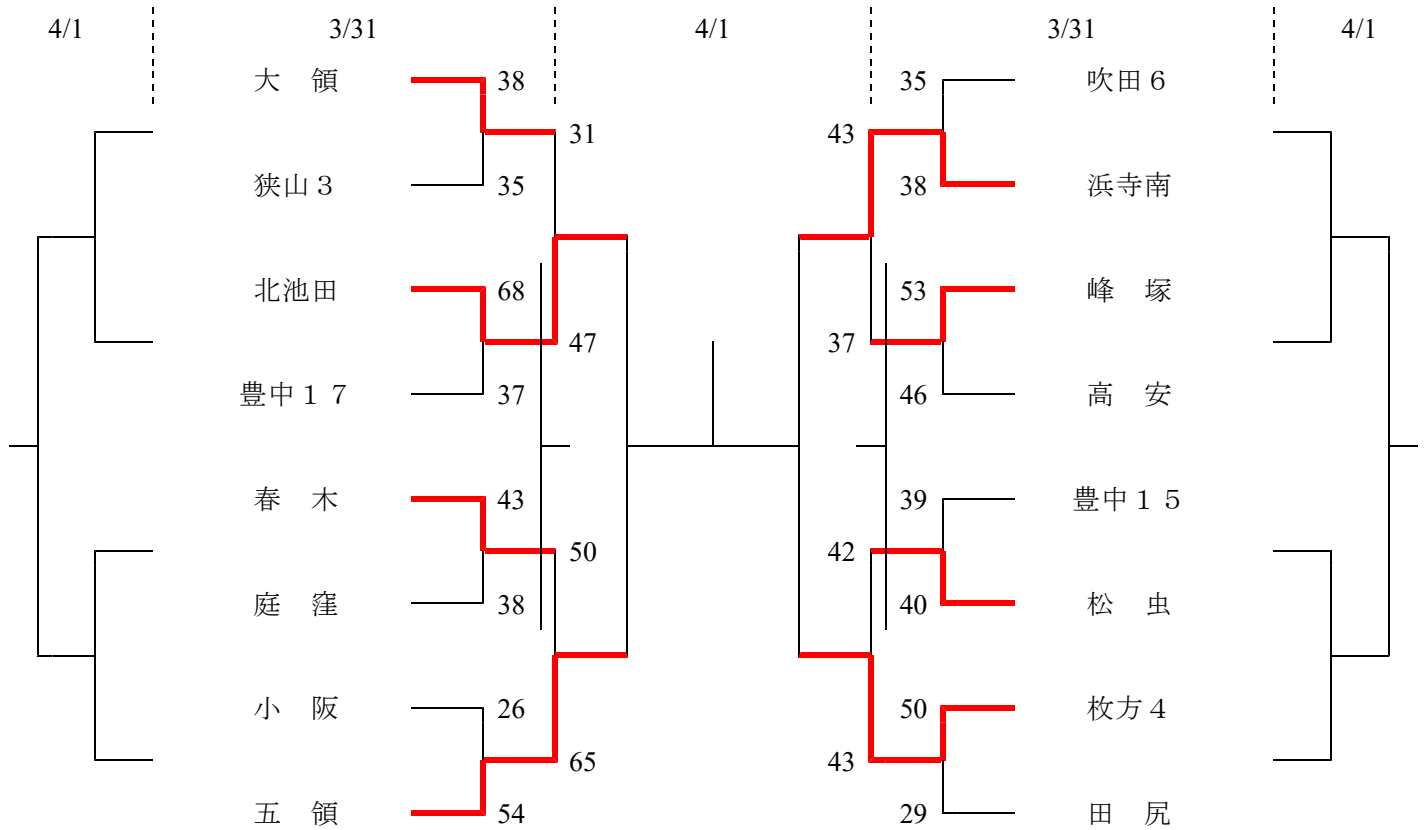 4/1 3/31 4/1 3/31 4/1
大　領 38 35 吹田６
31 43
狭山３ 35 38 浜寺南
北池田 68 53 峰　塚
47 37
豊中１７ 37 46 高　安
春　木 43 39 豊中１５
50 42
庭　窪 38 40 松　虫
小　阪 26 50 枚方４
65 43
五　領 54 29 田　尻